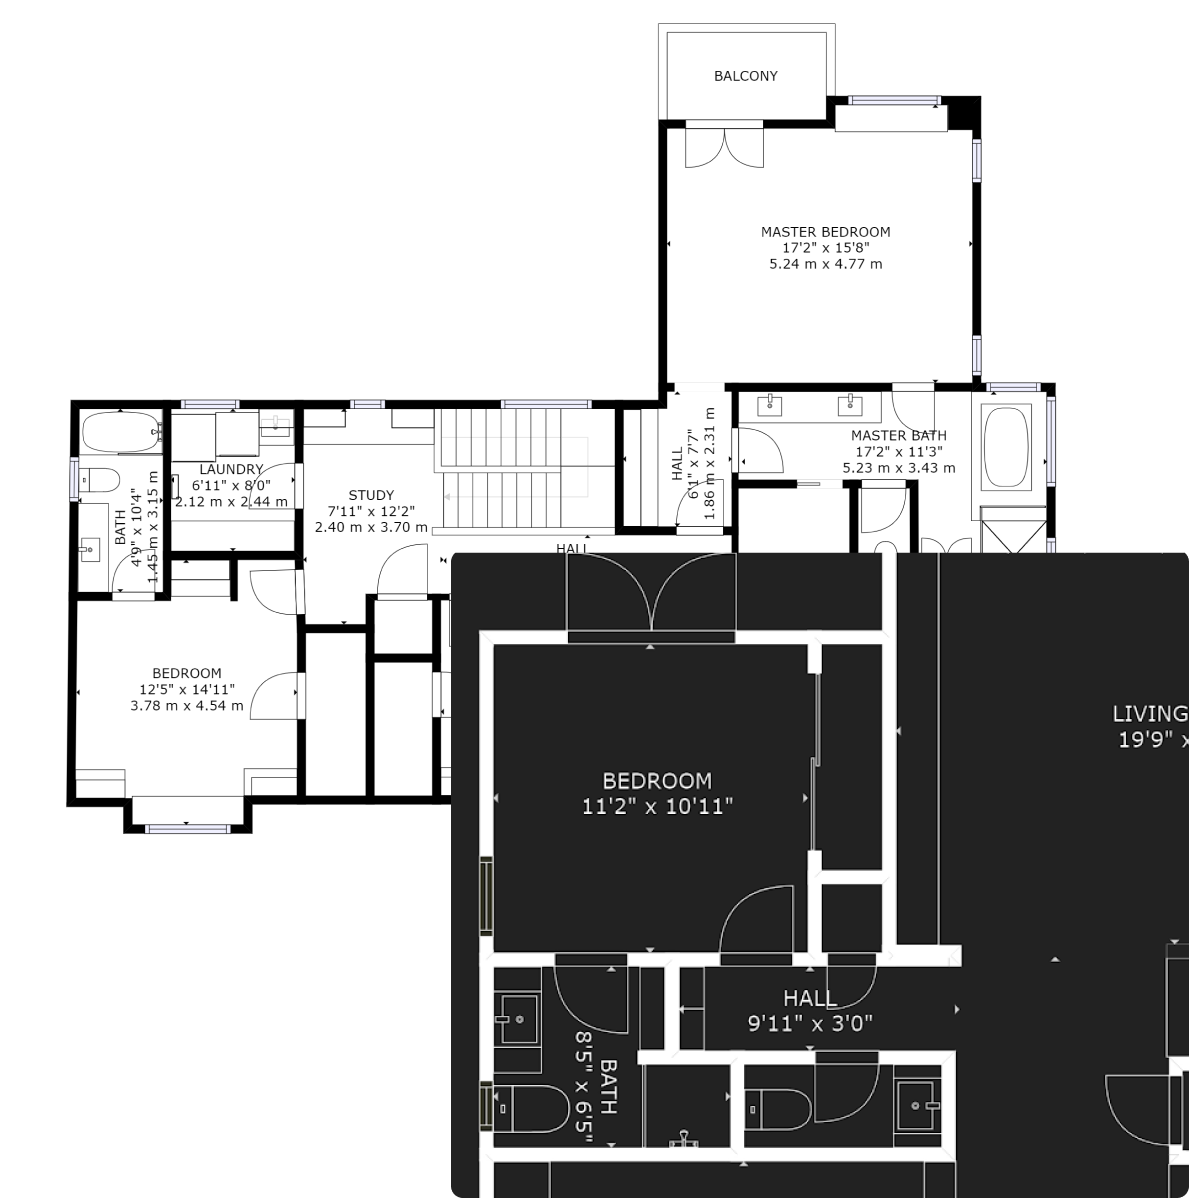 BALCONY
MASTER BEDROOM
17'2" x 15'8"
5.24 m x 4.77 m
HALL
6'1" x 7'7"
1.86 m x 2.31 m
MASTER BATH
17'2" x 11'3"
5.23 m x 3.43 m
LAUNDRY
6'11" x 8'0"
2.12 m x 2.44 m
BATH
4'9" x 10'4"
1.45 m x 3.15 m
STUDY
7'11" x 12'2"
2.40 m x 3.70 m
HALL
BEDROOM
12'5" x 14'11"
3.78 m x 4.54 m
LIVING
19'9" x
BEDROOM
11'2" x 10'11"
HALL
9'11" x 3'0"
BATH
8'5" x 6'5"